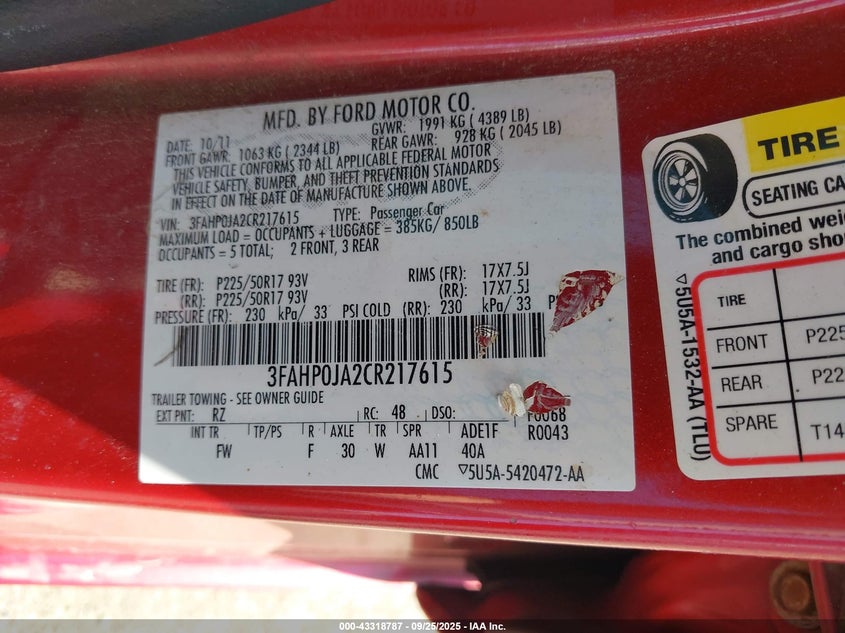 MFD. BY FORD MOTOR CO.
DATE: 10/11
GVWR: 1991 KG ( 4389 LB)
FRONT GAWR: 1063 KG ( 2344 LB)
REAR GAWR: 928 KG ( 2045 LB)
THIS VEHICLE CONFORMS TO ALL APPLICABLE FEDERAL MOTOR
VEHICLE SAFETY, BUMPER, AND THEFT PREVENTION STANDARDS
IN EFFECT ON THE DATE OF MANUFACTURE SHOWN ABOVE.
VIN: 3FAHP0JA2CR217615 TYPE: Passenger Car
MAXIMUM LOAD = OCCUPANTS + LUGGAGE = 385KG/ 850LB
OCCUPANTS = 5 TOTAL; 2 FRONT, 3 REAR
TIRE (FR): P225/50R17 93V RIMS (FR): 17X7.5J
(RR): P225/50R17 93V (RR): 17X7.5J
PRESSURE (FR): 230 kPa/ 33 PSI COLD (RR): 230 kPa/ 33
3FAHP0JA2CR217615
TRAILER TOWING - SEE OWNER GUIDE
EXT PNT: RZ RC: 48 DSO: F0068
R0043
INT TR TP/PS R AXLE TR SPR ADE1F
FW F 30 W AA11 40A
CMC ▽5U5A-5420472-AA
TIRE
SEATING CA
The combined wei
and cargo sho
TIRE
FRONT P225
REAR P22
SPARE T14
▽5U5A-1532-AA (TLU)
000-43318787 - 09/25/2025 - IAA Inc.